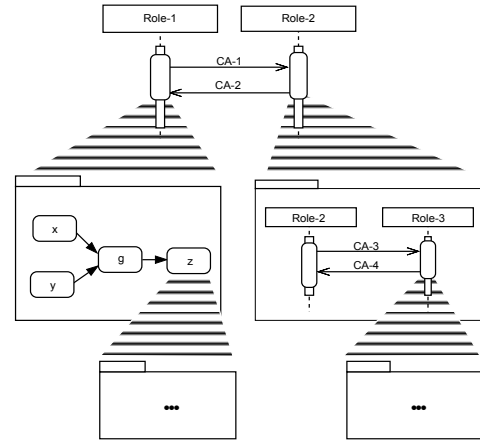 Role-1
Role-2
CA-1
CA-2
x
y
g
z
Role-2
Role-3
CA-3
CA-4
•••
•••